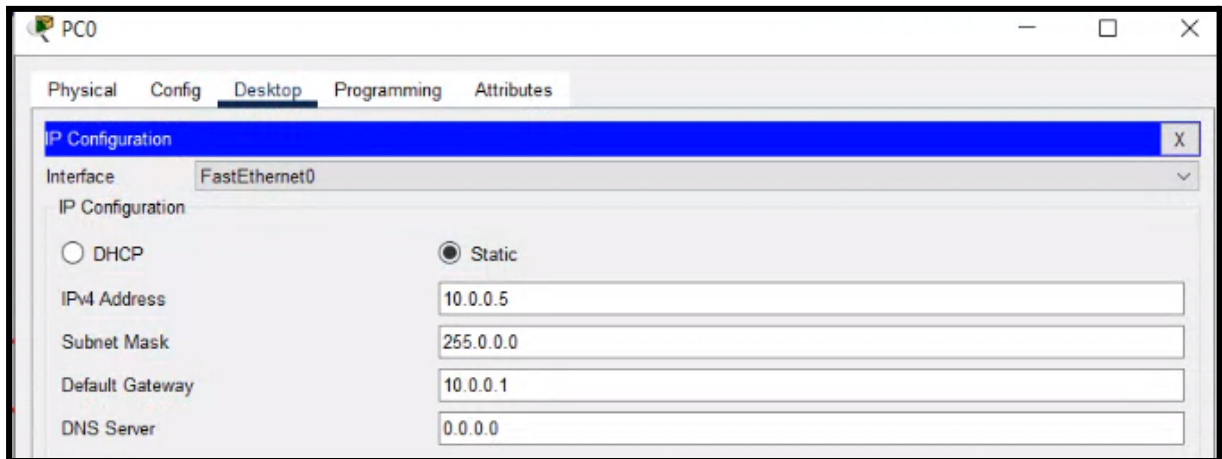 PC0
Physical Config Desktop Programming Attributes
IP Configuration X
Interface FastEthernet0
IP Configuration
DHCP Static
IPv4 Address 10.0.0.5
Subnet Mask 255.0.0.0
Default Gateway 10.0.0.1
DNS Server 0.0.0.0